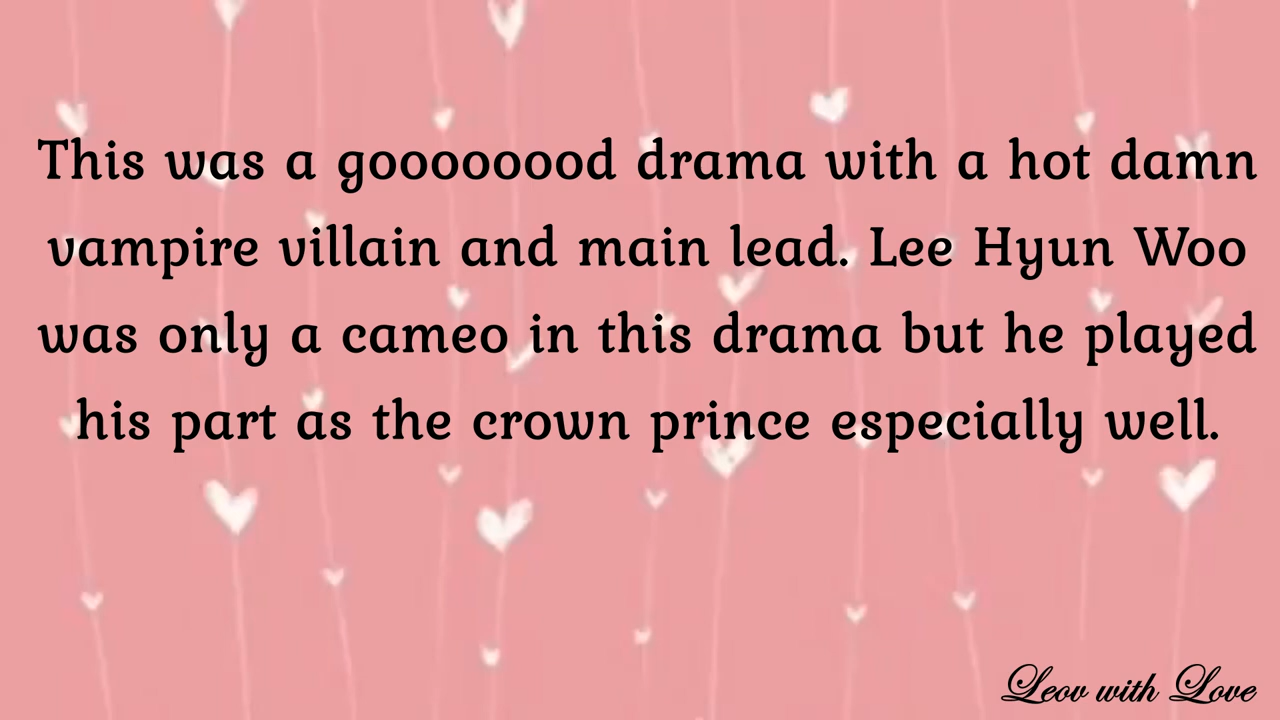 This was a goooooood drama with a hot damn
vampire villain and main lead. Lee Hyun Woo
was only a cameo in this drama but he played
his part as the crown prince especially well.
Leov with Love